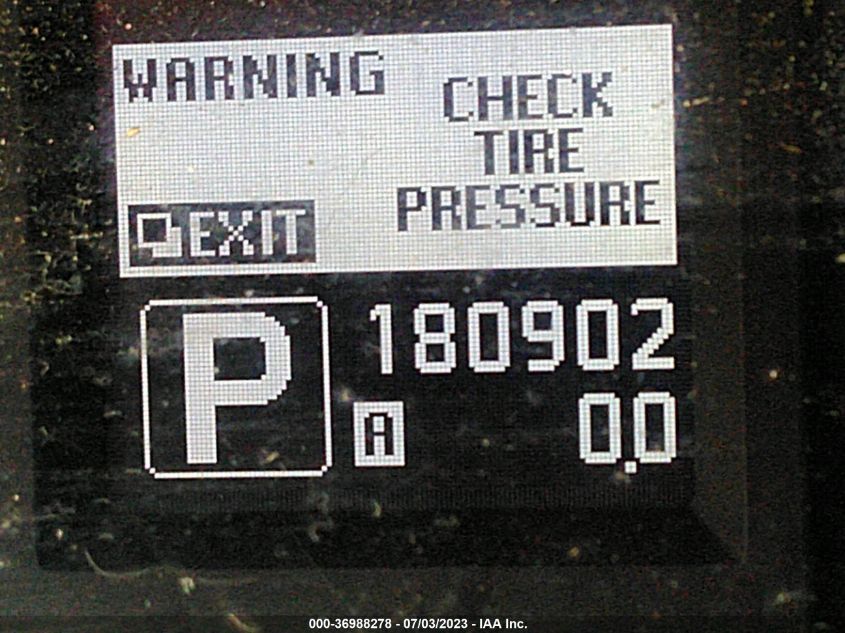 WARNING
CHECK
TIRE
PRESSURE
EXIT
P
180902
A
0.0
000-36988278 - 07/03/2023 - IAA Inc.